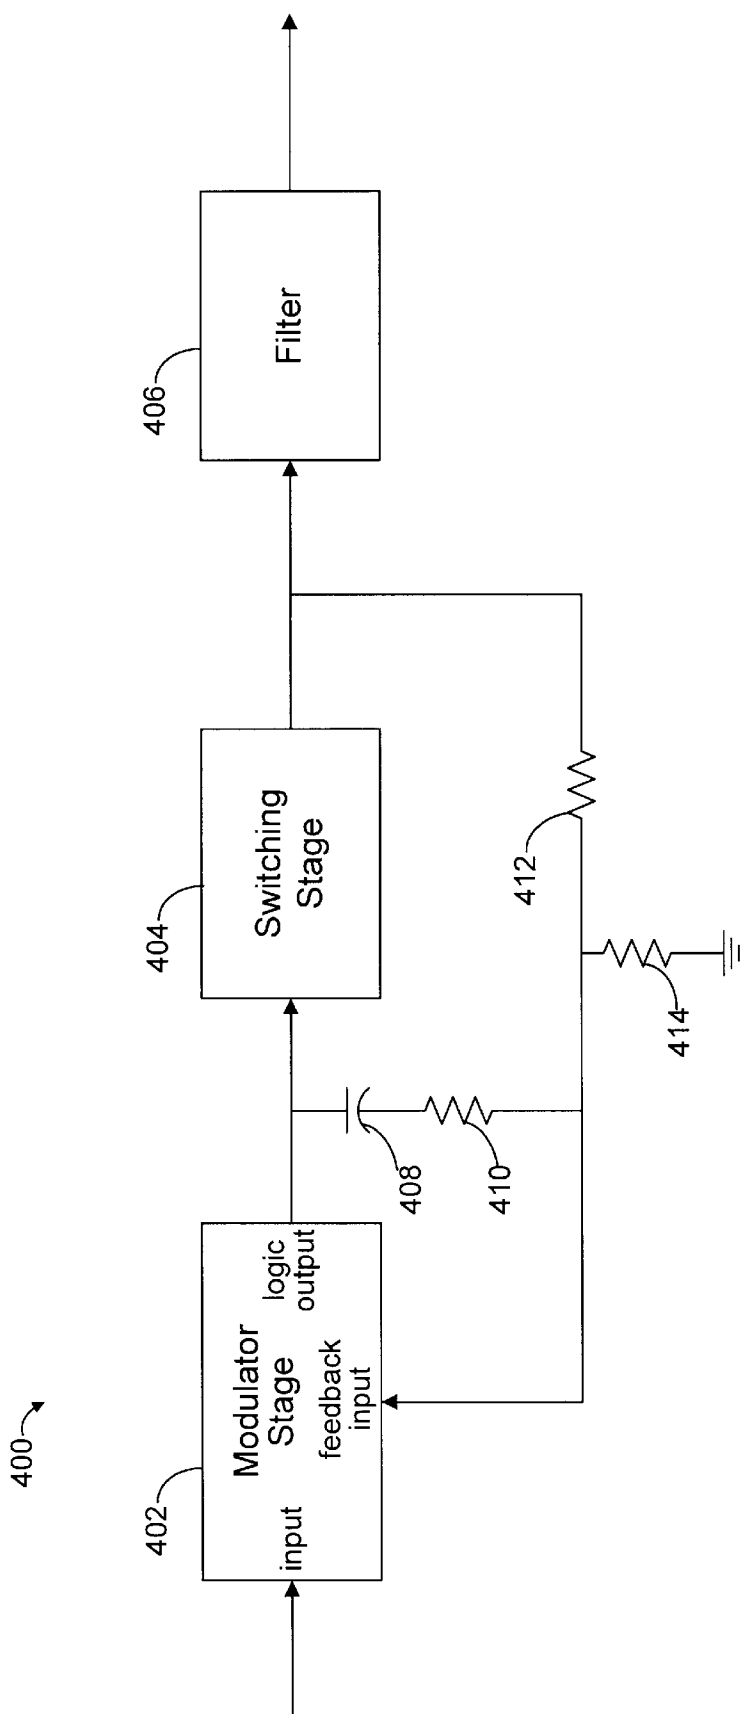 400
402
input
Modulator
Stage
feedback
input
logic
output
408
410
404
Switching
Stage
414
412
406
Filter